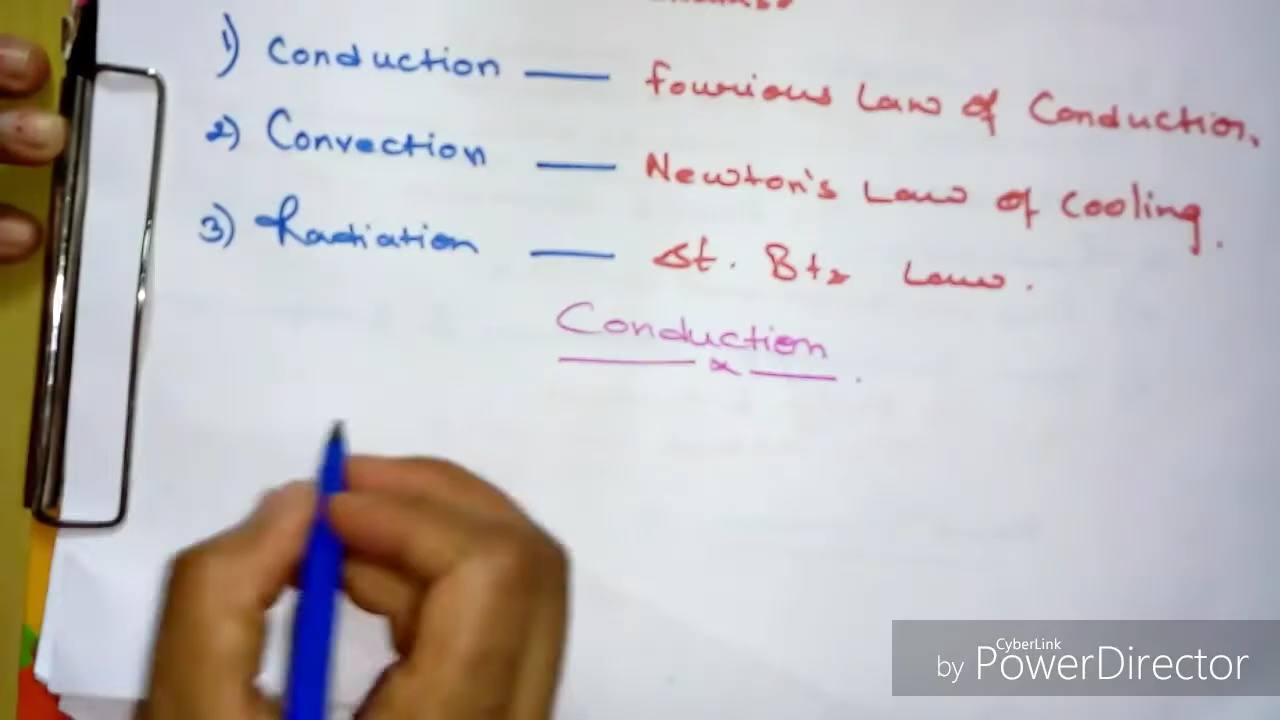 1) Conduction — Fourious Law of Conduction.
2) Convection — Newton's Law of Cooling.
3) Radiation — St. Btz Law.
Conduction
CyberLink
by PowerDirector